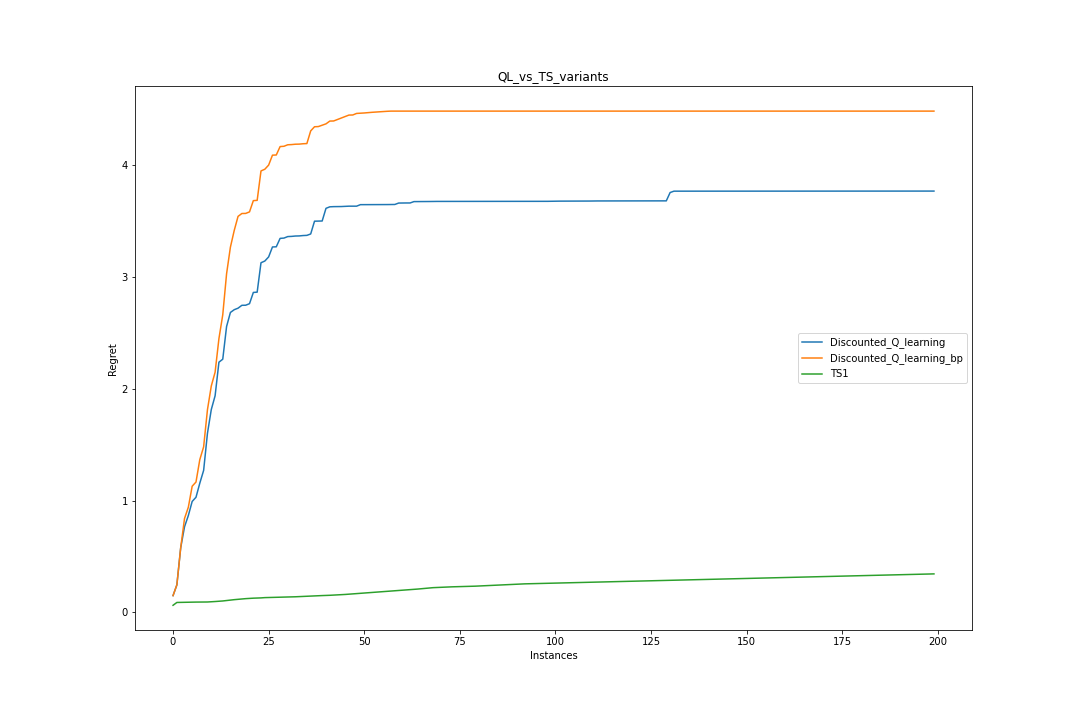 QL_vs_TS_variants
4
3
2
1
0
Regret
Discounted_Q_learning
Discounted_Q_learning_bp
TS1
0 25 50 75 100 125 150 175 200
Instances